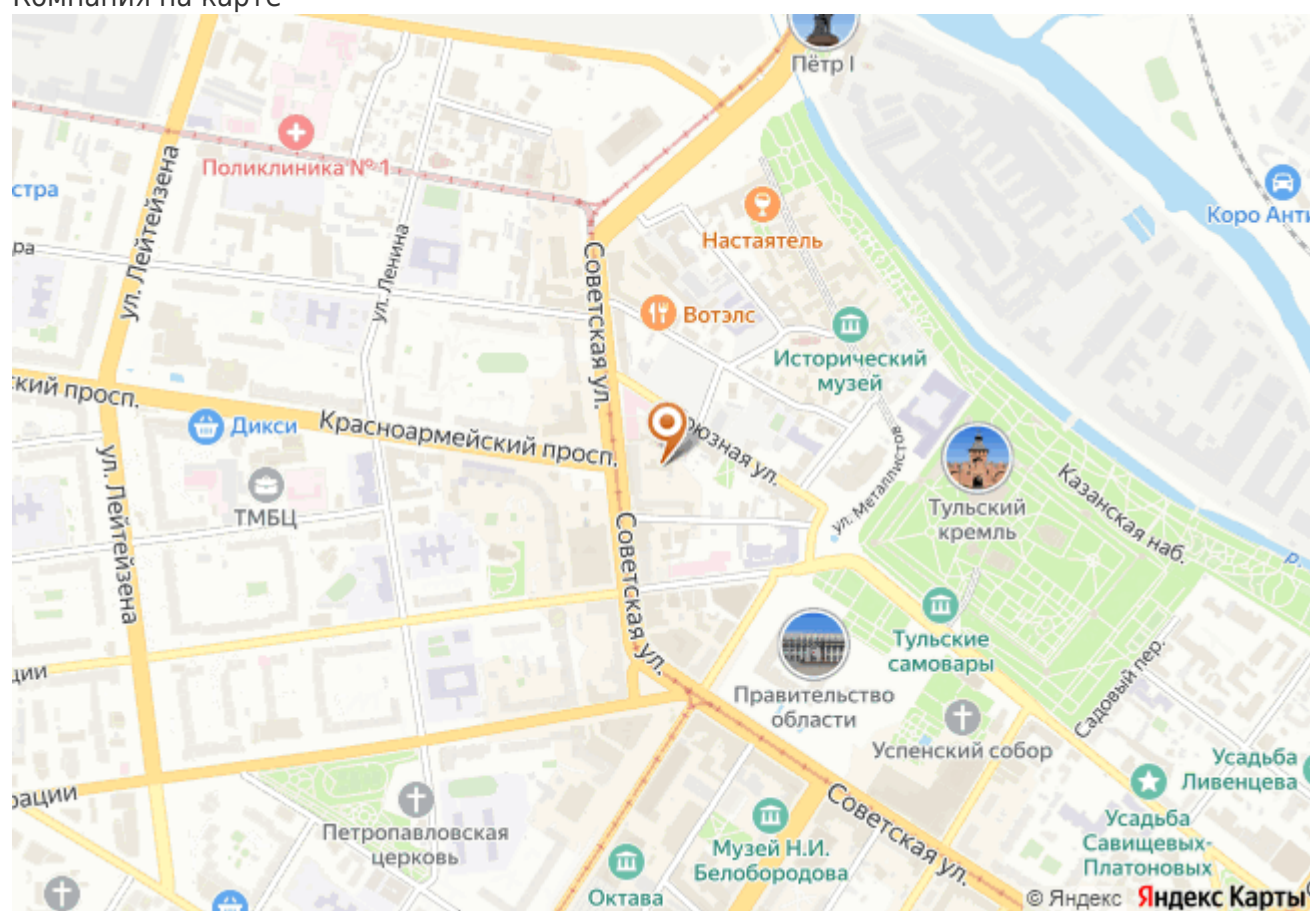 Компания на карте
Пётр I
Поликлиника № 1
стра
Коро Анти
ул. Лейтейзена
ра
ул. Ленина
Настаятель
Советская ул.
Вотэлс
Исторический
музей
кий просп.
Дикси
Красноармейский просп.
юзная ул.
ул. Металлистов
Тульский
кремль
Казанская наб.
р.
ТМБЦ
ул. Лейтейзена
Советская ул.
Тульские
самовары
Правительство
области
Садовый пер.
ции
Успенский собор
Усадьба
Ливенцева
рации
Петропавловская
церковь
Музей Н.И.
Белобородова
Советская ул.
Усадьба
Савищевых-
Платоновых
Октава
© Яндекс Яндекс Карты